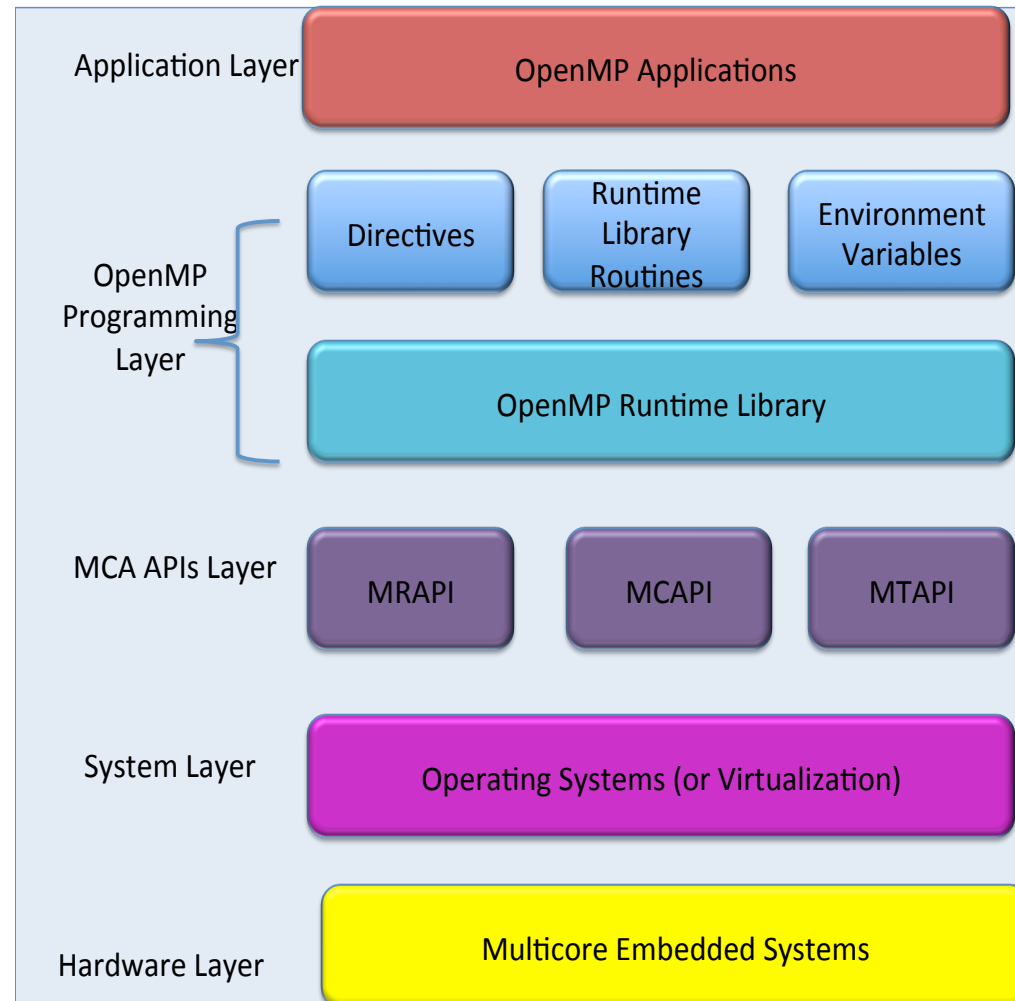 Application Layer
OpenMP Applications
Directives
Runtime
Library
Routines
Environment
Variables
OpenMP
Programming
Layer
OpenMP Runtime Library
MCA APIs Layer
MRAPI
MCAPI
MTAPI
System Layer
Operating Systems (or Virtualization)
Hardware Layer
Multicore Embedded Systems